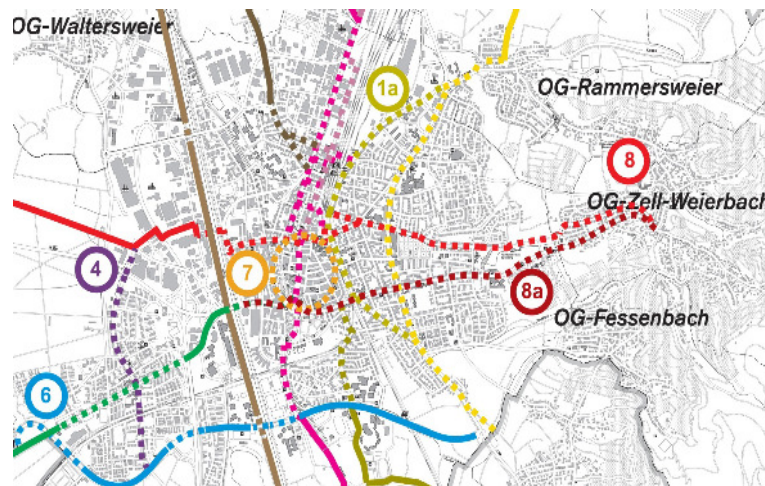 OG-Waltersweier
1a
OG-Rammersweier
8
OG-Zell-Weierbach
4
7
8a
OG-Fessenbach
6